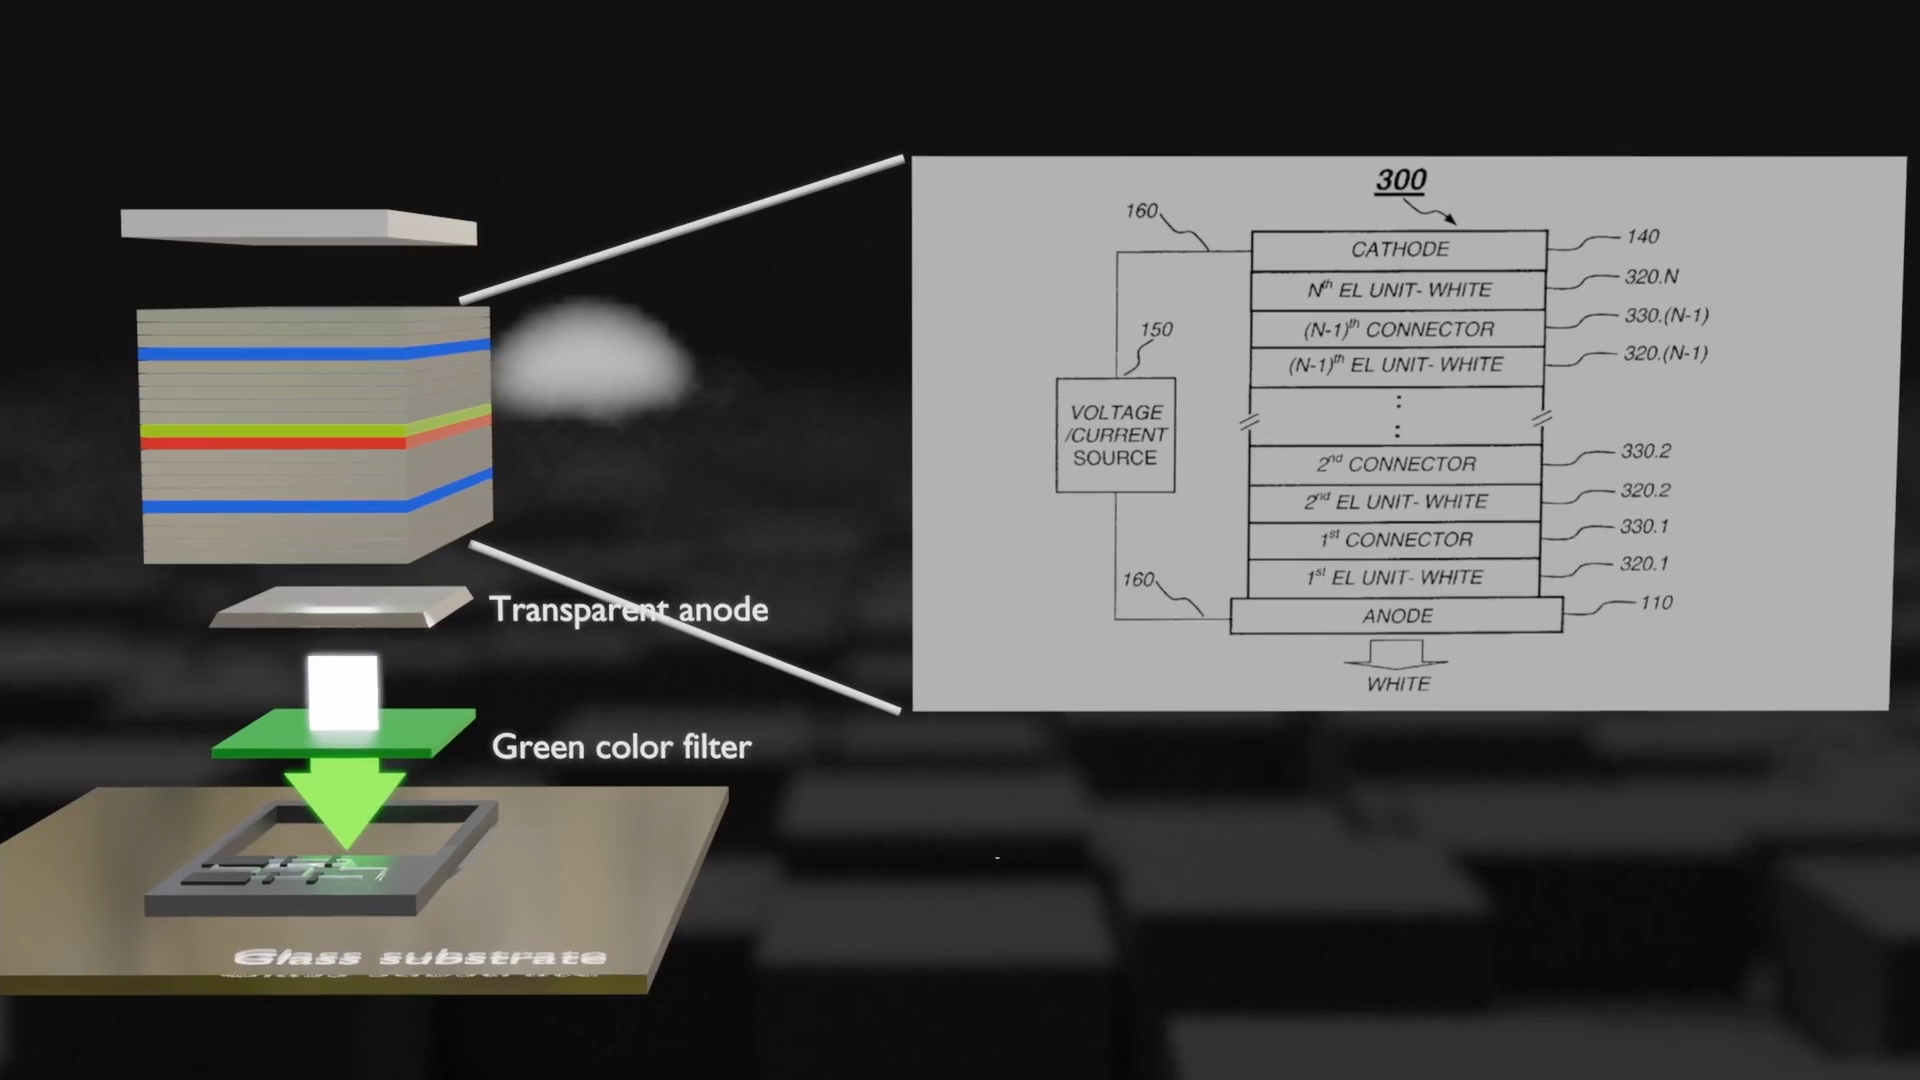 Transparent anode
Green color filter
Glass substrate
300
160
CATHODE
140
Nth EL UNIT- WHITE
320.N
(N-1)th CONNECTOR
330.(N-1)
(N-1)th EL UNIT- WHITE
320.(N-1)
150
VOLTAGE
/CURRENT
SOURCE
2nd CONNECTOR
330.2
2nd EL UNIT- WHITE
320.2
1st CONNECTOR
330.1
1st EL UNIT- WHITE
320.1
160
ANODE
110
WHITE